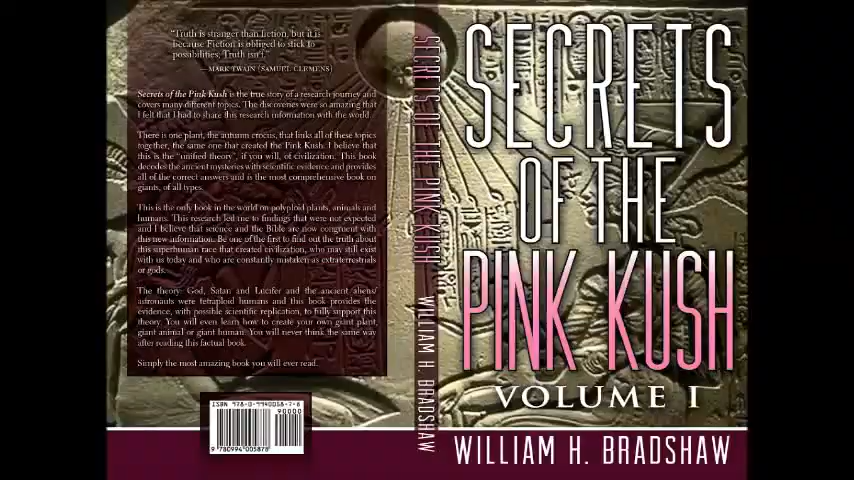 "Truth is stranger than fiction, but it is
because Fiction is obliged to stick to
possibilities; Truth isn't."
—MARK TWAIN (SAMUEL CLEMENS)
Secrets of the Pink Kush is the true story of a research journey and
covers many different topics. The discoveries were so amazing that
I felt that I had to share this research information with the world.
There is one plant, the autumn crocus, that links all of these topics
together, the same one that created the Pink Kush. I believe that
this is the "unified theory", if you will, of civilization. This book
decodes the ancient mysteries with scientific evidence and provides
all of the correct answers and is the most comprehensive book on
giants, of all types.
This is the only book in the world on polyploid plants, animals and
humans. This research led me to findings that were not expected
and I believe that science and the Bible are now congruent with
this new information. Be one of the first to find out the truth about
this superhuman race that created civilization, who may still exist
with us today and who are constantly mistaken as extraterrestrials
or gods.
The theory: God, Satan and Lucifer and the ancient aliens/
astronauts were tetraploid humans and this book provides the
evidence, with possible scientific replication, to fully support this
theory. You will even learn how to create your own giant plant,
giant animal or giant human. You will never think the same way
after reading this factual book.
Simply the most amazing book you will ever read.
ISBN 978-0-9940058-7-8
90000
9 780994 005878
SECRETS OF THE PINK KUSH WILLIAM H. BRADSHAW
SECRETS
OF THE
PINK KUSH
VOLUME I
WILLIAM H. BRADSHAW